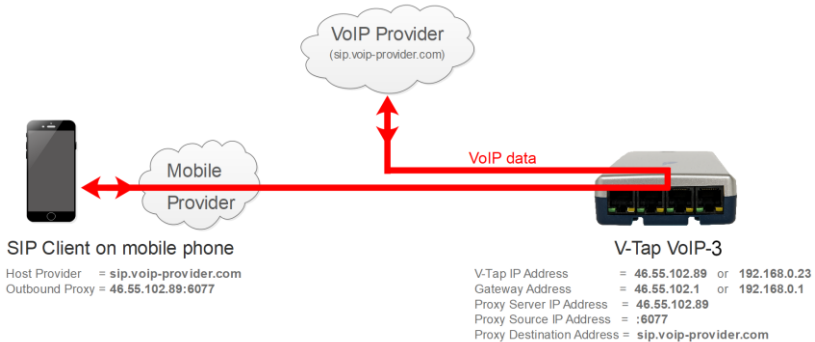 VoIP Provider
(sip.voip-provider.com)
VoIP data
Mobile
Provider
SIP Client on mobile phone
Host Provider = sip.voip-provider.com
Outbound Proxy = 46.55.102.89:6077
V-Tap VoIP-3
V-Tap IP Address = 46.55.102.89 or 192.168.0.23
Gateway Address = 46.55.102.1 or 192.168.0.1
Proxy Server IP Address = 46.55.102.89
Proxy Source IP Address = :6077
Proxy Destination Address = sip.voip-provider.com